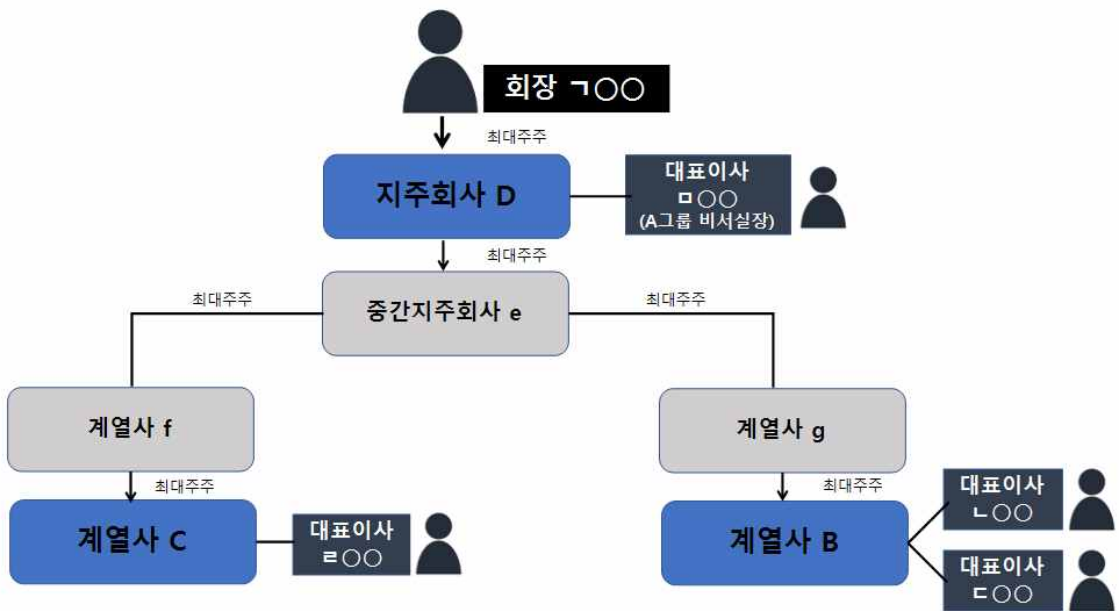 회장 ㄱ○○
최대주주
지주회사 D
대표이사
ㅁ○○
(A그룹 비서실장)
최대주주
중간지주회사 e
최대주주
최대주주
계열사 f
계열사 g
최대주주
최대주주
계열사 C
대표이사
ㄹ○○
계열사 B
대표이사
ㄴ○○
대표이사
ㄷ○○